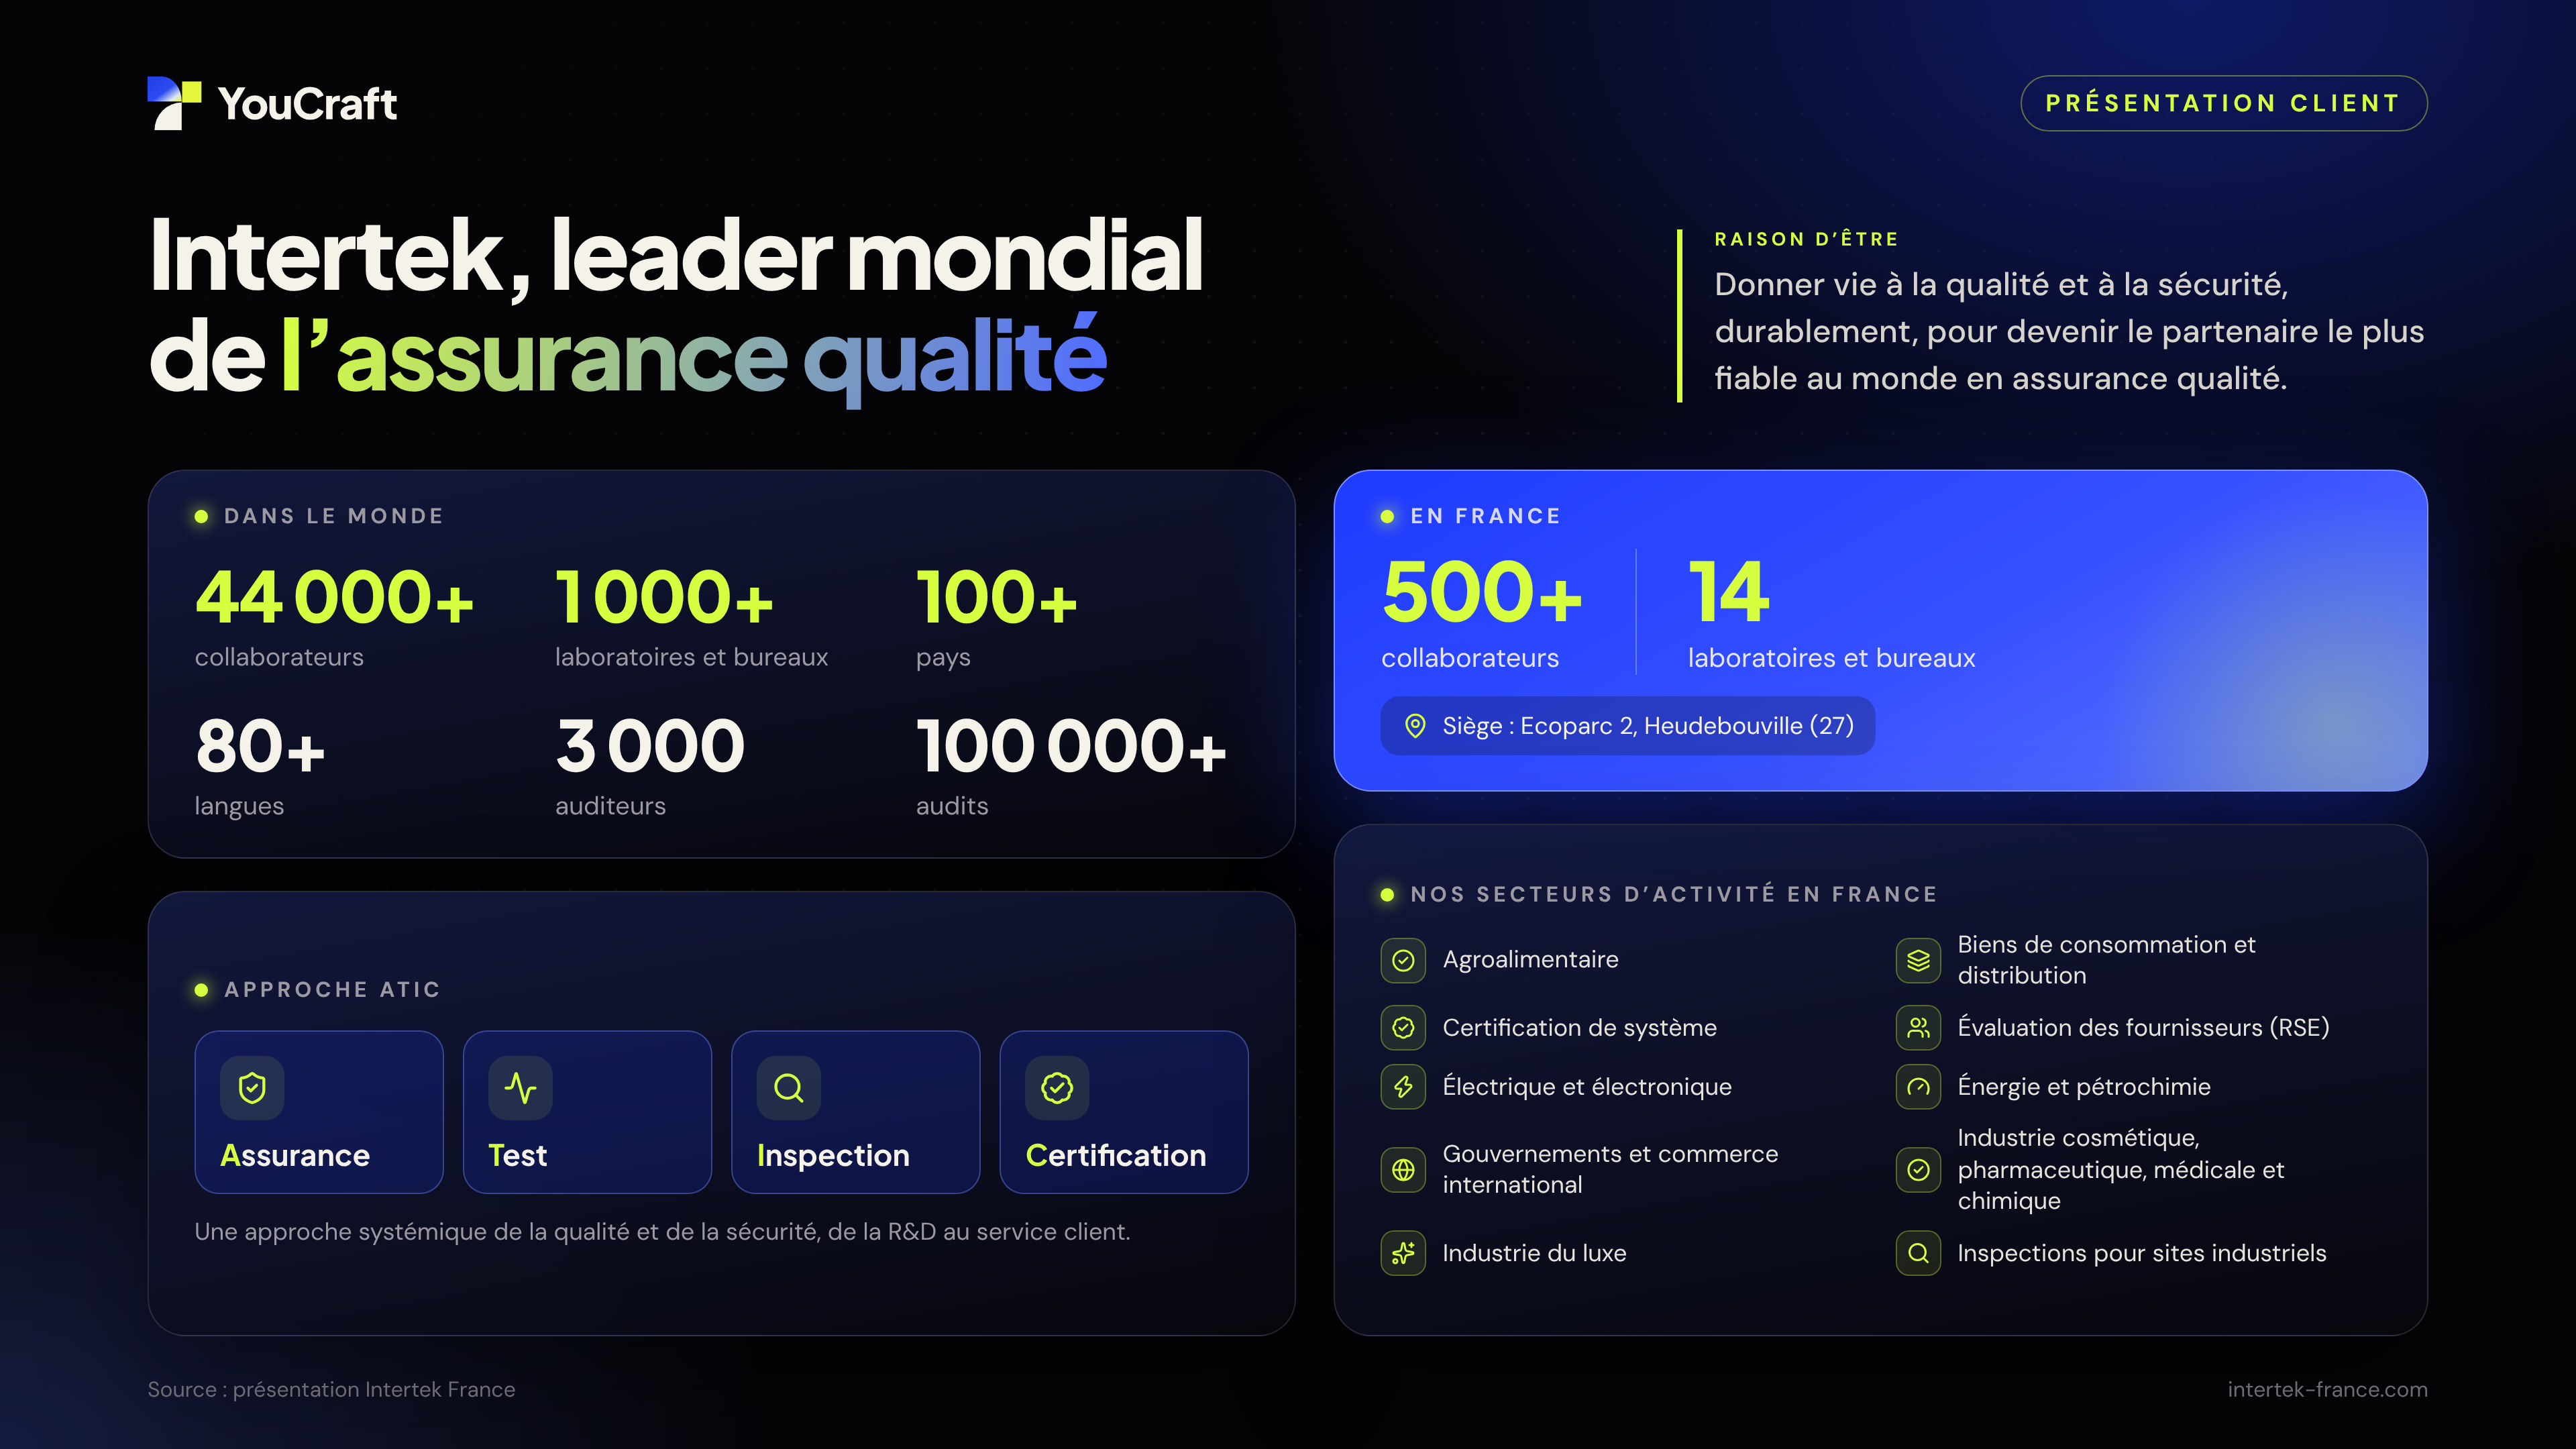 YouCraft
PRÉSENTATION CLIENT
Intertek, leader mondial
de l’assurance qualité
RAISON D’ÊTRE
Donner vie à la qualité et à la sécurité,
durablement, pour devenir le partenaire le plus
fiable au monde en assurance qualité.
DANS LE MONDE
44 000+
collaborateurs
1 000+
laboratoires et bureaux
100+
pays
80+
langues
3 000
auditeurs
100 000+
audits
EN FRANCE
500+
collaborateurs
14
laboratoires et bureaux
Siège : Ecoparc 2, Heudebouville (27)
APPROCHE ATIC
Assurance
Test
Inspection
Certification
Une approche systémique de la qualité et de la sécurité, de la R&D au service client.
NOS SECTEURS D’ACTIVITÉ EN FRANCE
Agroalimentaire
Biens de consommation et
distribution
Certification de système
Évaluation des fournisseurs (RSE)
Électrique et électronique
Énergie et pétrochimie
Gouvernements et commerce
international
Industrie cosmétique,
pharmaceutique, médicale et
chimique
Industrie du luxe
Inspections pour sites industriels
Source : présentation Intertek France
intertek-france.com